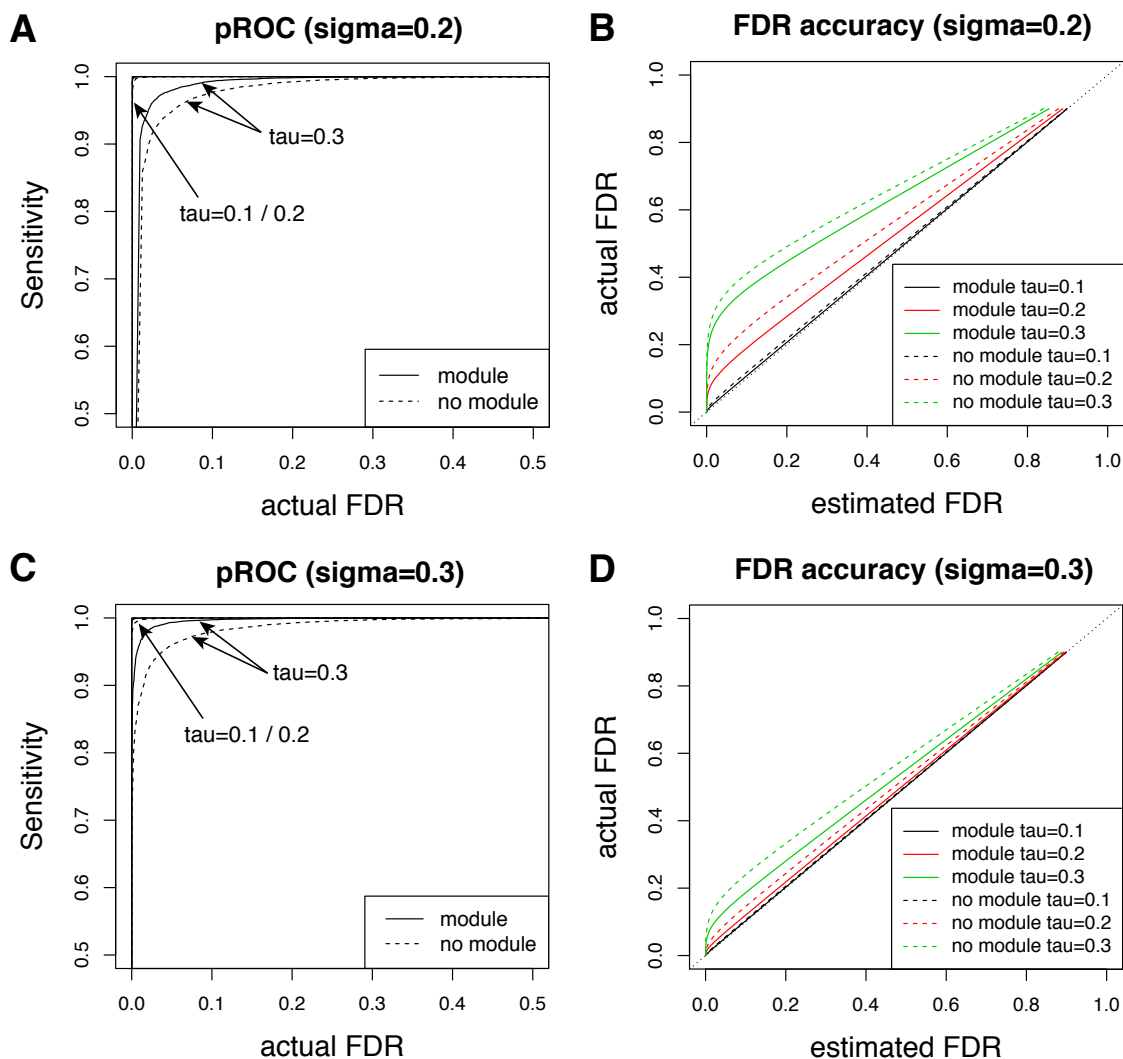 A
pROC (sigma=0.2)
Sensitivity
1.0
0.9
0.8
0.7
0.6
0.5
tau=0.3
tau=0.1 / 0.2
module
no module
0.0 0.1 0.2 0.3 0.4 0.5
actual FDR
B
FDR accuracy (sigma=0.2)
actual FDR
1.0
0.8
0.6
0.4
0.2
0.0
module tau=0.1
module tau=0.2
module tau=0.3
no module tau=0.1
no module tau=0.2
no module tau=0.3
0.0 0.2 0.4 0.6 0.8 1.0
estimated FDR
C
pROC (sigma=0.3)
Sensitivity
1.0
0.9
0.8
0.7
0.6
0.5
tau=0.3
tau=0.1 / 0.2
module
no module
0.0 0.1 0.2 0.3 0.4 0.5
actual FDR
D
FDR accuracy (sigma=0.3)
actual FDR
1.0
0.8
0.6
0.4
0.2
0.0
module tau=0.1
module tau=0.2
module tau=0.3
no module tau=0.1
no module tau=0.2
no module tau=0.3
0.0 0.2 0.4 0.6 0.8 1.0
estimated FDR